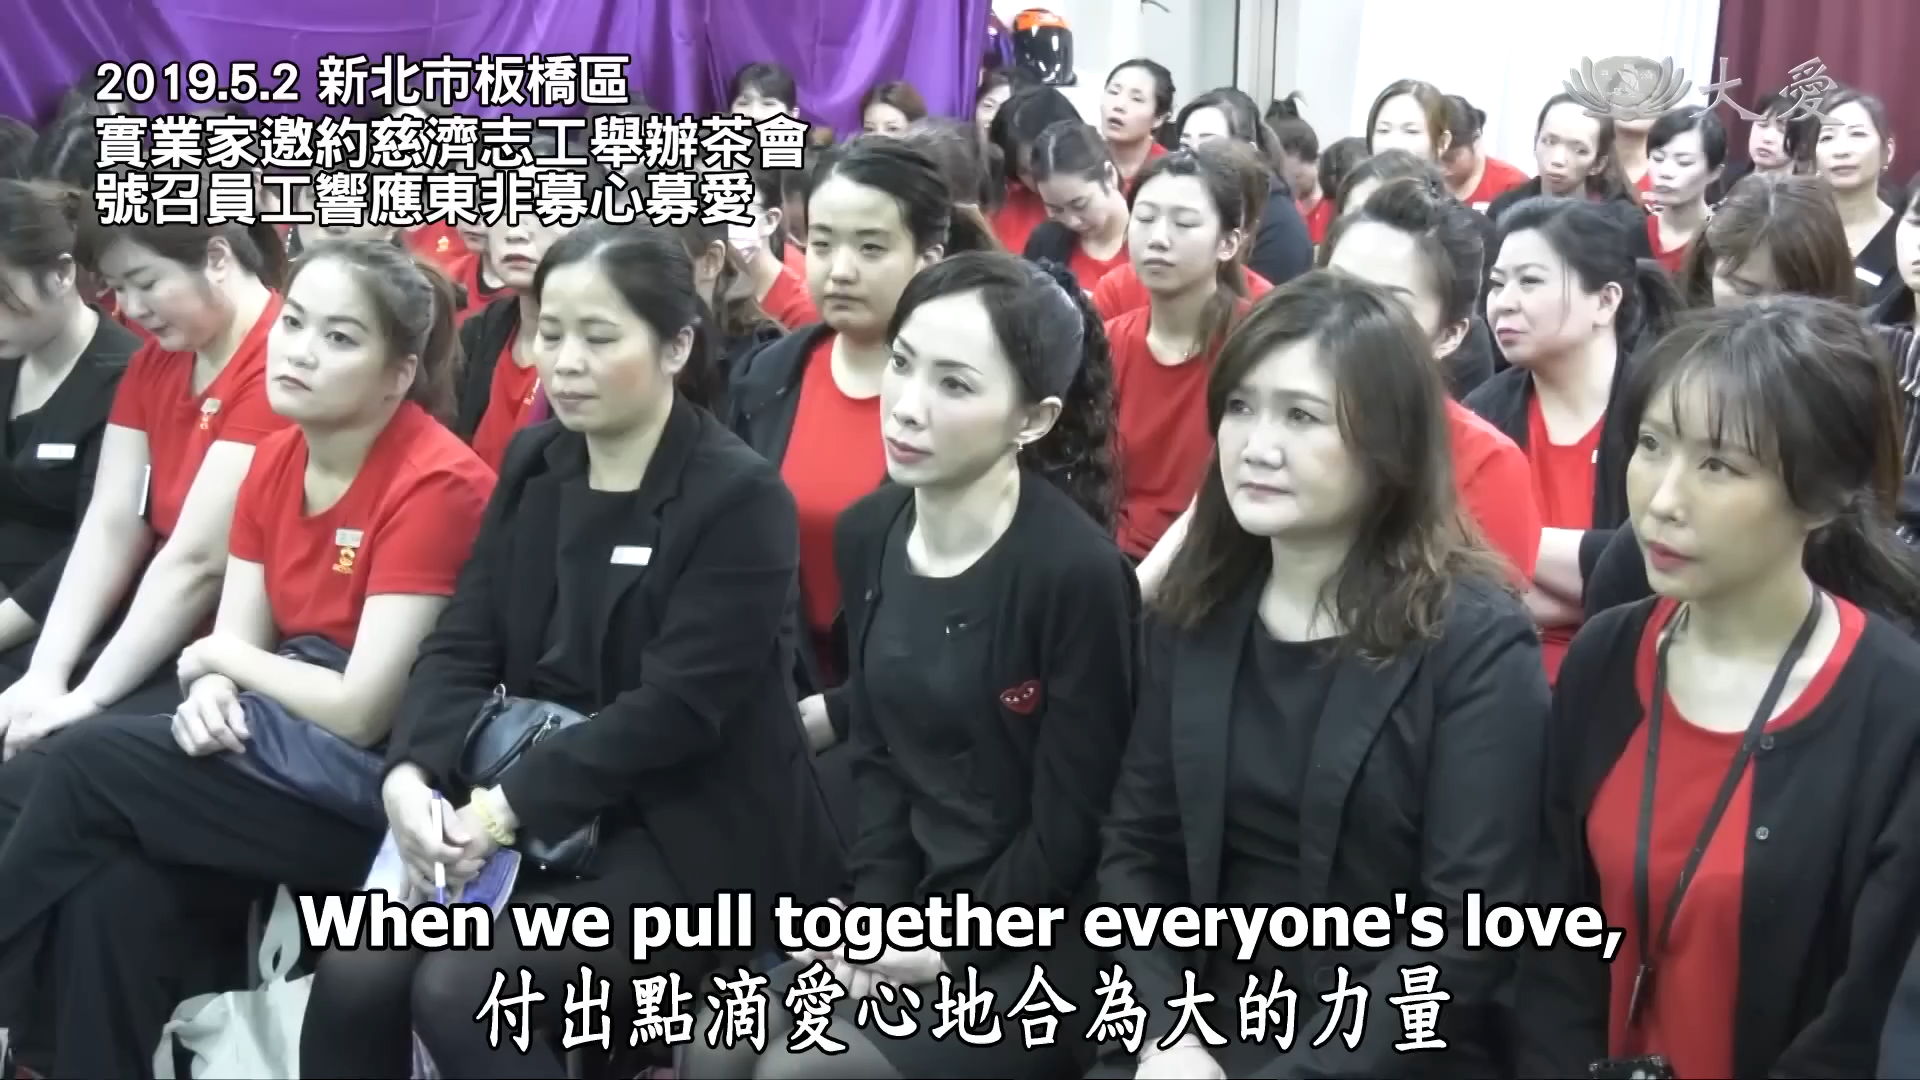 2019.5.2 新北市板橋區
實業家邀約慈濟志工舉辦茶會
號召員工響應東非募心募愛
大愛
When we pull together everyone's love,
付出點滴愛心地合為大的力量